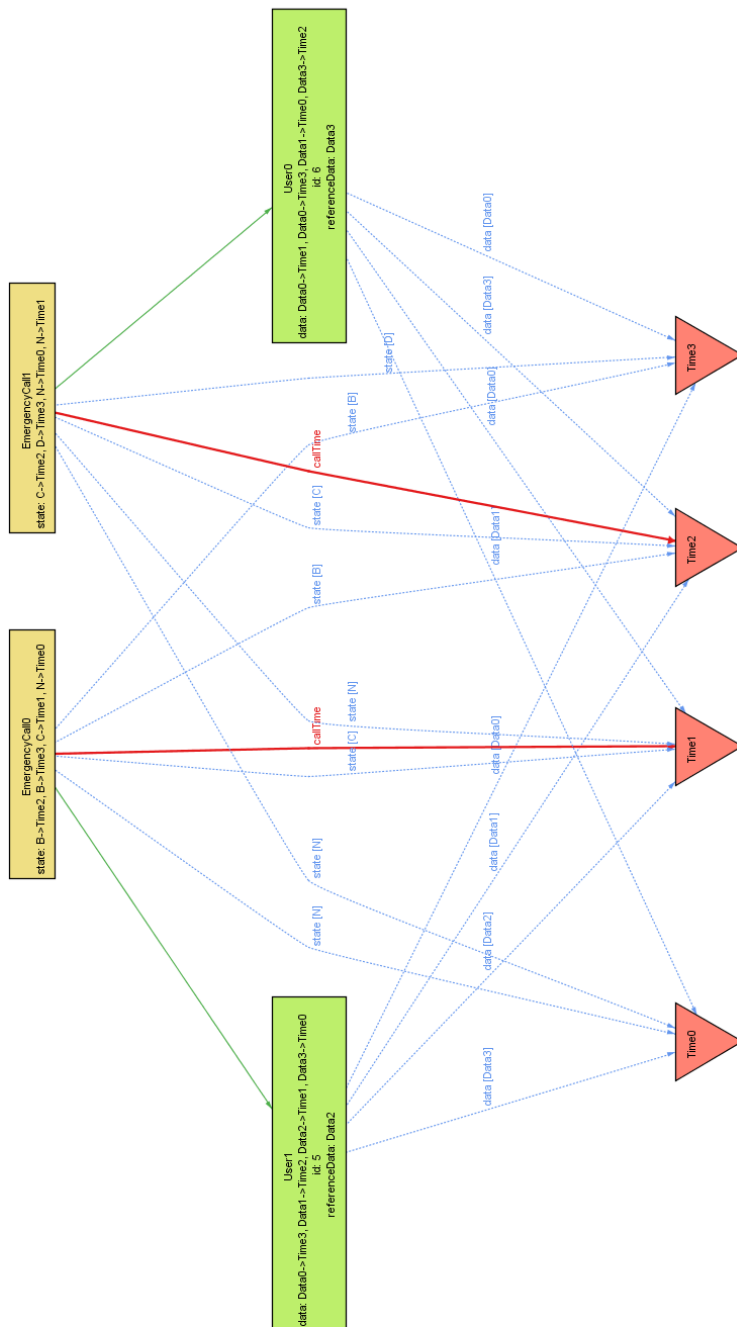 EmergencyCall0
state: B->Time2, B->Time3, C->Time1, N->Time0
EmergencyCall1
state: C->Time2, D->Time3, N->Time0, N->Time1
User1
data: Data0->Time3, Data1->Time2, Data2->Time1, Data3->Time0
id: 5
referenceData: Data2
User0
data: Data0->Time1, Data0->Time3, Data1->Time0, Data3->Time2
id: 6
referenceData: Data3
state [N]
state [N]
callTime
state [C]
state [N]
state [B]
state [C]
callTime
state [B]
state [D]
data [Data3]
data [Data2]
data [Data1]
data [Data0]
data [Data1]
data [Data0]
data [Data3]
data [Data0]
Time0
Time1
Time2
Time3